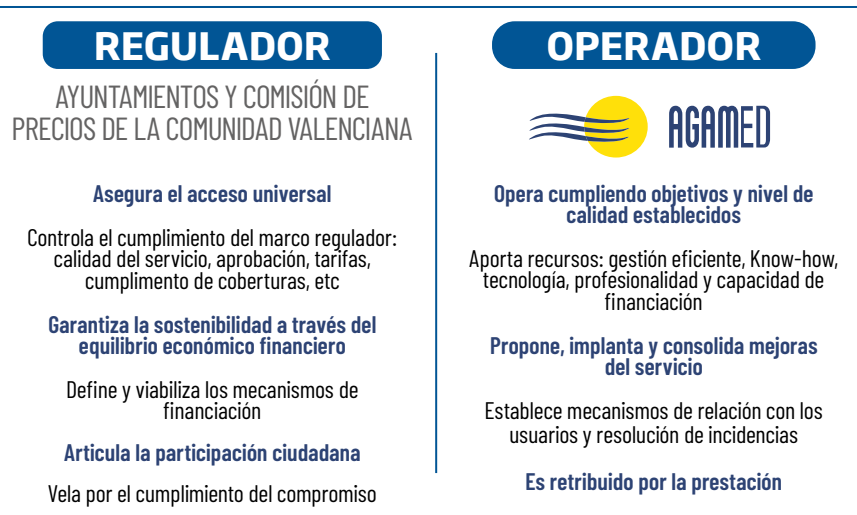 REGULADOR
AYUNTAMIENTOS Y COMISIÓN DE
PRECIOS DE LA COMUNIDAD VALENCIANA
Asegura el acceso universal
Controla el cumplimiento del marco regulador:
calidad del servicio, aprobación, tarifas,
cumplimento de coberturas, etc
Garantiza la sostenibilidad a través del
equilibrio económico financiero
Define y viabiliza los mecanismos de
financiación
Articula la participación ciudadana
Vela por el cumplimiento del compromiso
OPERADOR
AGAMED
Opera cumpliendo objetivos y nivel de
calidad establecidos
Aporta recursos: gestión eficiente, Know-how,
tecnología, profesionalidad y capacidad de
financiación
Propone, implanta y consolida mejoras
del servicio
Establece mecanismos de relación con los
usuarios y resolución de incidencias
Es retribuido por la prestación